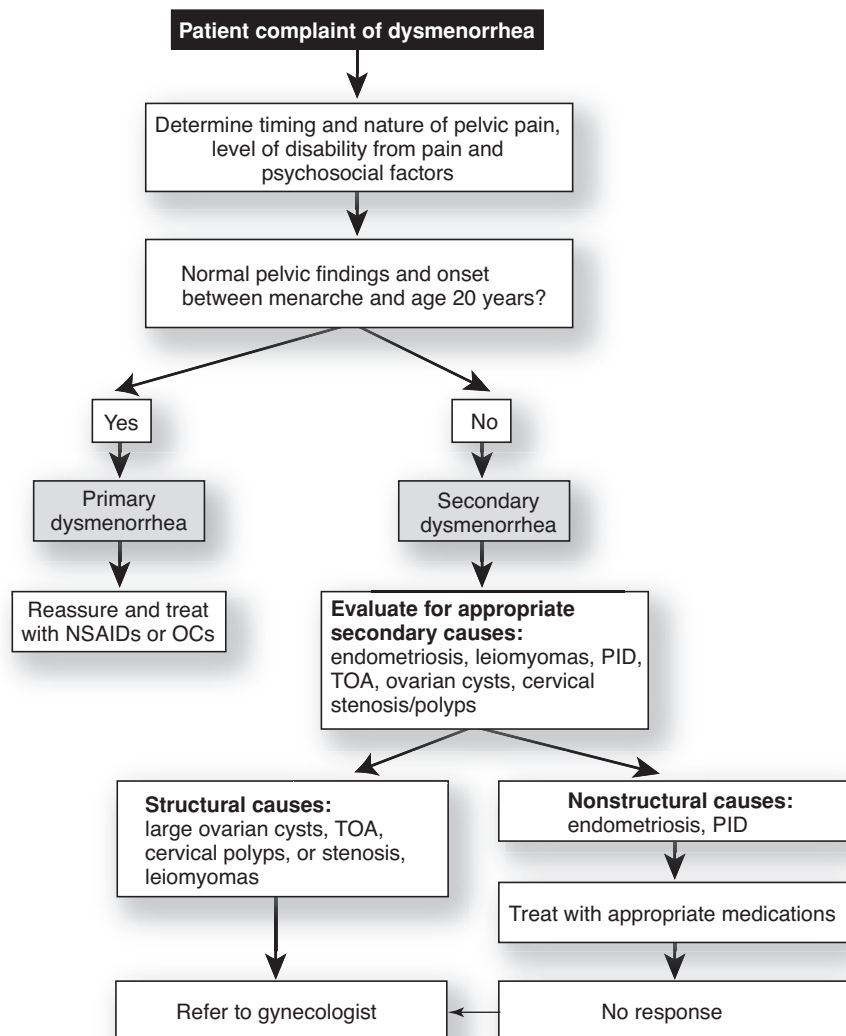 Patient complaint of dysmenorrhea
Determine timing and nature of pelvic pain,
level of disability from pain and
psychosocial factors
Normal pelvic findings and onset
between menarche and age 20 years?
Yes
No
Primary
dysmenorrhea
Secondary
dysmenorrhea
Reassure and treat
with NSAIDs or OCs
Evaluate for appropriate
secondary causes:
endometriosis, leiomyomas, PID,
TOA, ovarian cysts, cervical
stenosis/polyps
Structural causes:
large ovarian cysts, TOA,
cervical polyps, or stenosis,
leiomyomas
Nonstructural causes:
endometriosis, PID
Treat with appropriate medications
Refer to gynecologist
No response